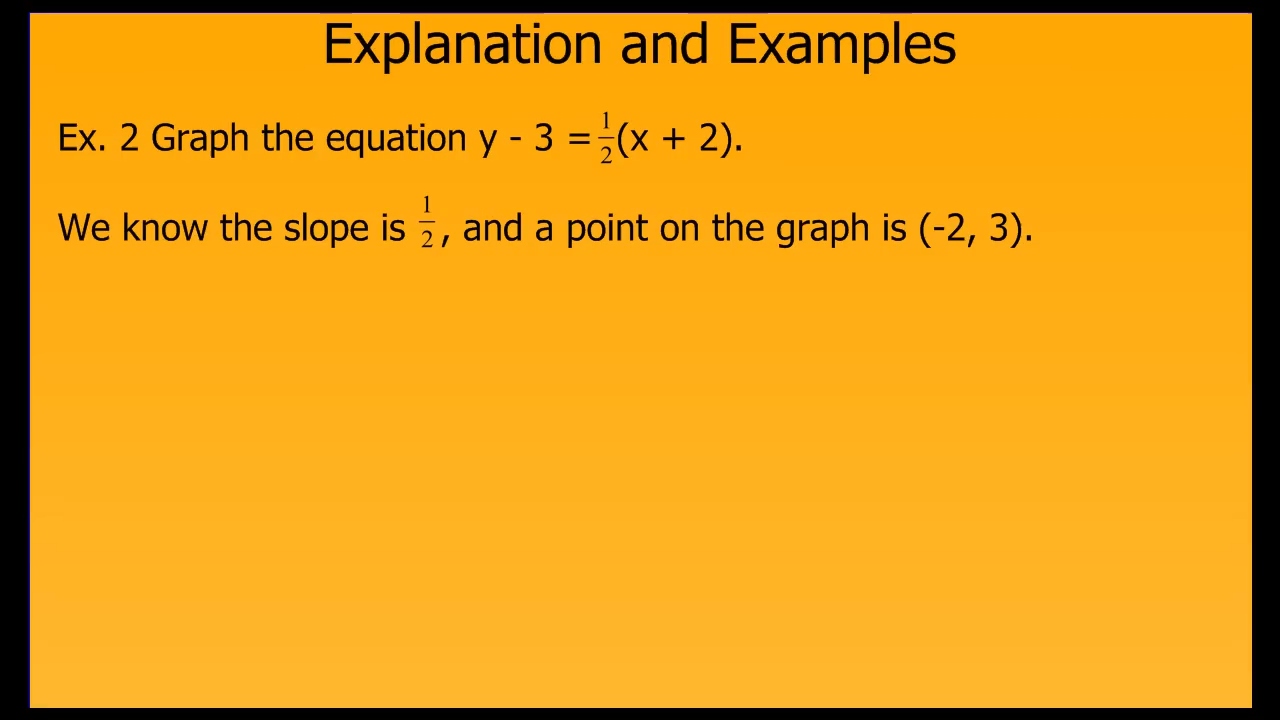 Explanation and Examples
Ex. 2 Graph the equation y - 3 = 1/2 (x + 2).
We know the slope is 1/2 , and a point on the graph is (-2, 3).